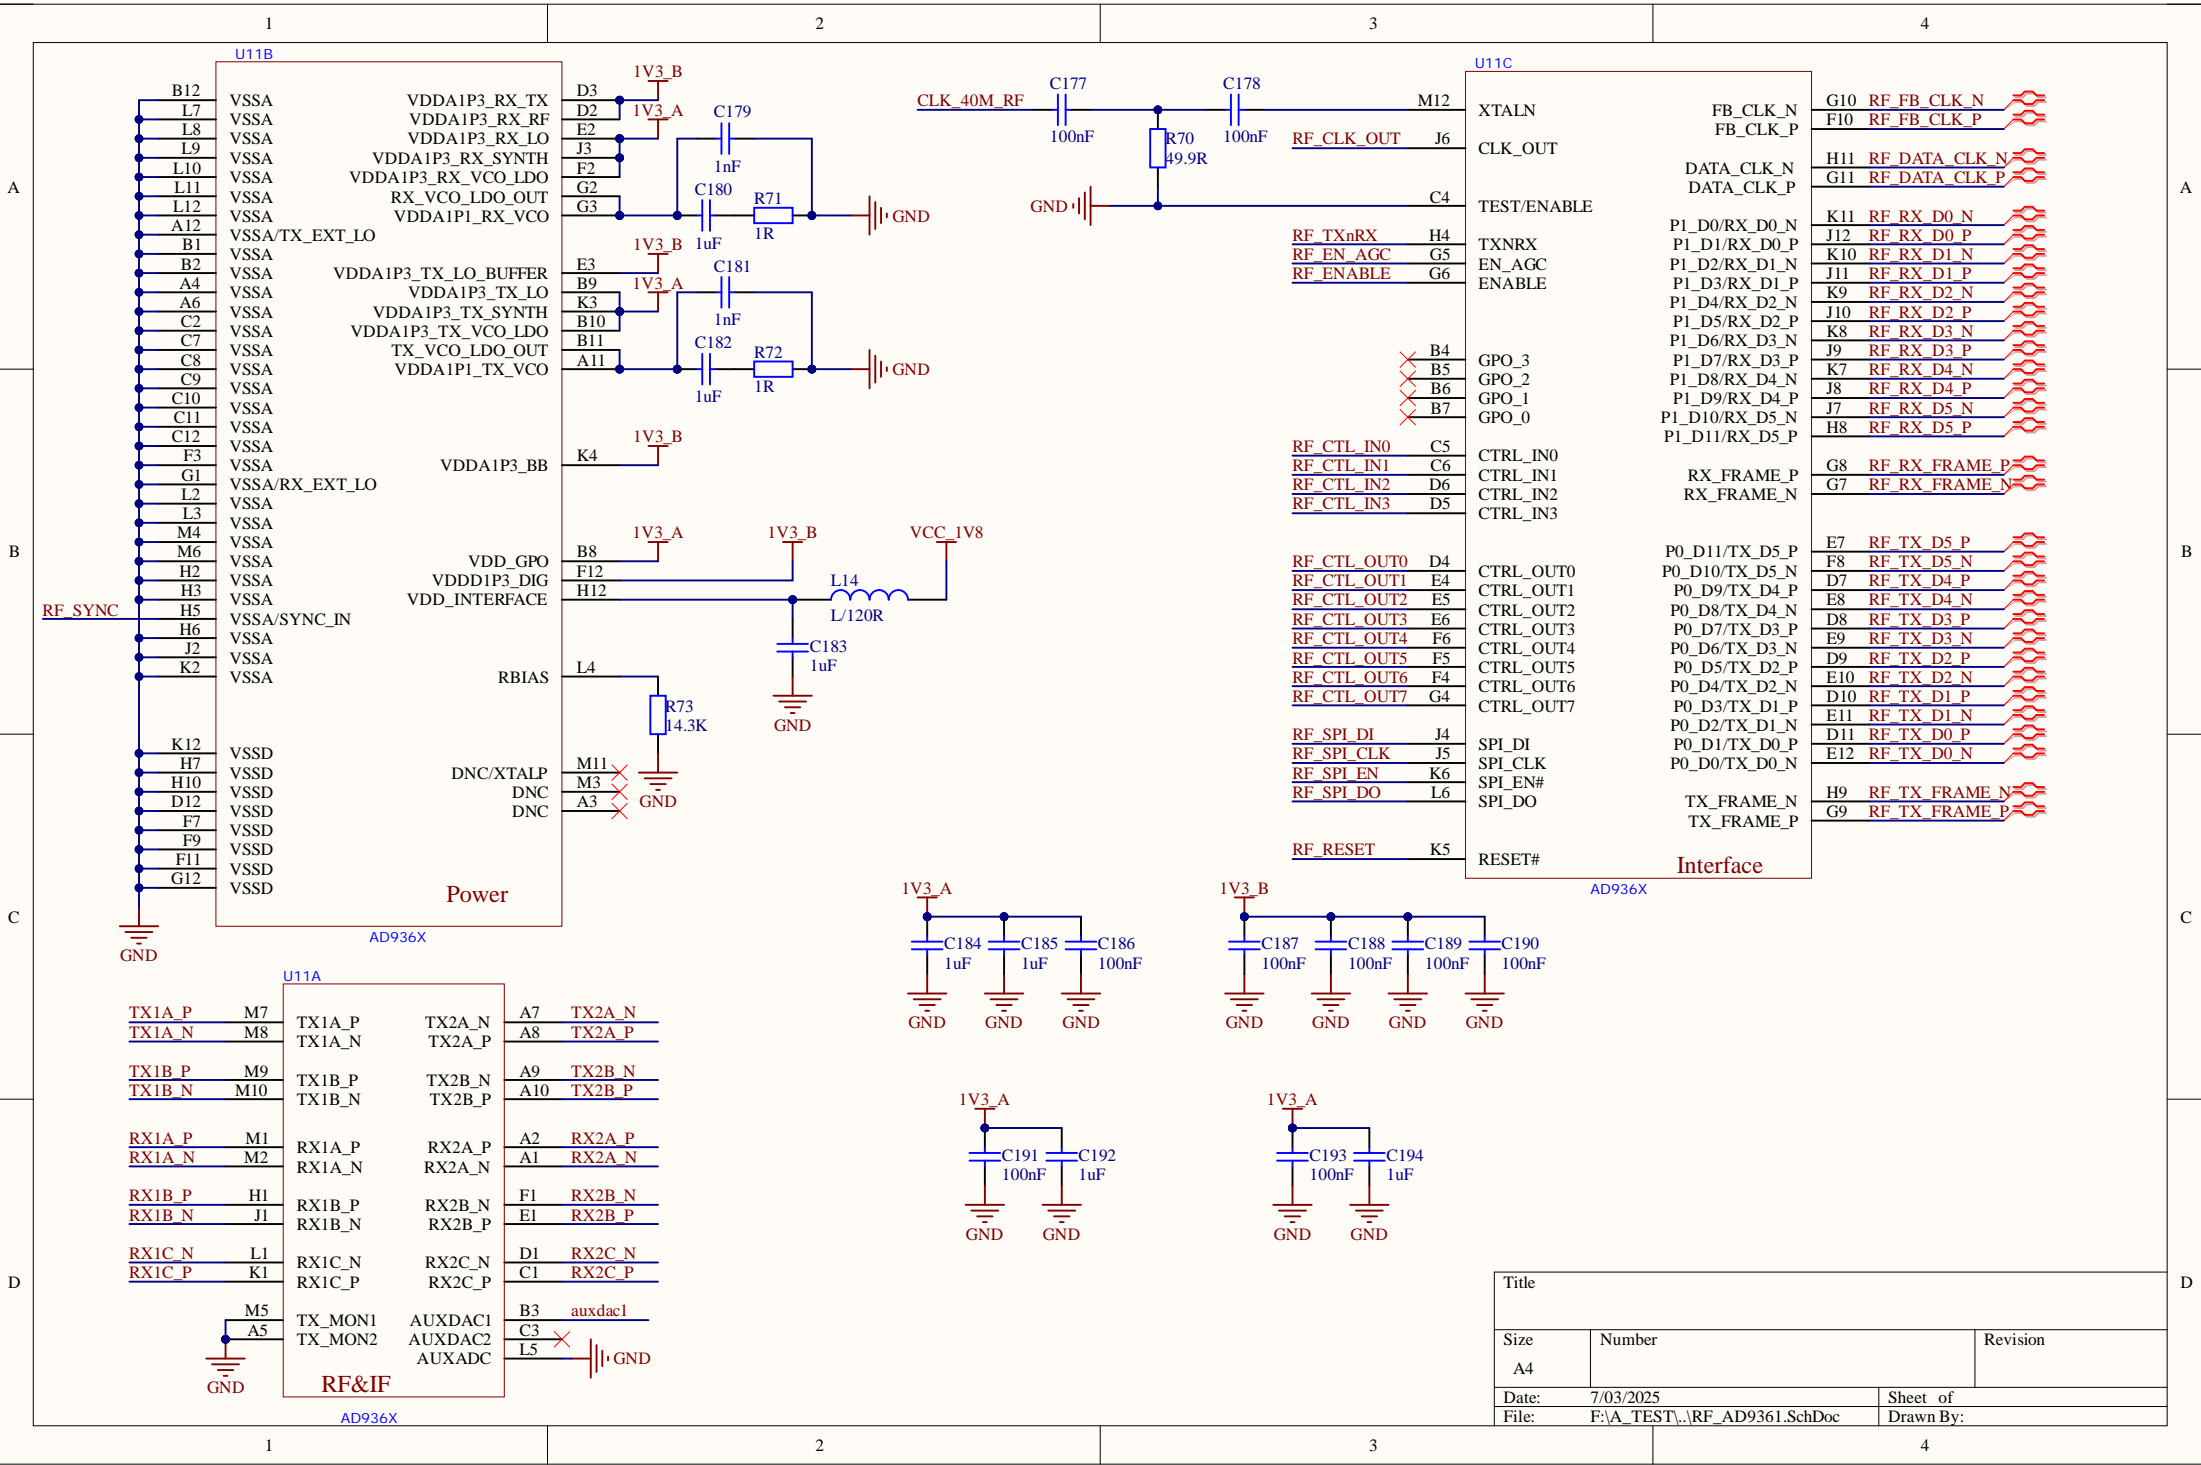 1 2 3 4
A A
B B
C C
D D
1 2 3 4
U11B
B12 VSSA
L7 VSSA
L8 VSSA
L9 VSSA
L10 VSSA
L11 VSSA
L12 VSSA
A12 VSSA/TX_EXT_LO
B1 VSSA
B2 VSSA
A4 VSSA
A6 VSSA
C2 VSSA
C7 VSSA
C8 VSSA
C9 VSSA
C10 VSSA
C11 VSSA
C12 VSSA
F3 VSSA
G1 VSSA/RX_EXT_LO
L2 VSSA
L3 VSSA
M4 VSSA
M6 VSSA
H2 VSSA
H3 VSSA
RF_SYNC H5 VSSA/SYNC_IN
H6 VSSA
J2 VSSA
K2 VSSA
K12 VSSD
H7 VSSD
H10 VSSD
D12 VSSD
F7 VSSD
F9 VSSD
F11 VSSD
G12 VSSD
GND
VDDA1P3_RX_TX D3 1V3_B
VDDA1P3_RX_RF D2
VDDA1P3_RX_LO E2 1V3_A
VDDA1P3_RX_SYNTH J3
VDDA1P3_RX_VCO_LDO F2
RX_VCO_LDO_OUT G2
VDDA1P1_RX_VCO G3
C179
1nF
C180
1uF
R71
1R
GND
VDDA1P3_TX_LO_BUFFER E3 1V3_B
VDDA1P3_TX_LO B9 1V3_A
VDDA1P3_TX_SYNTH K3
VDDA1P3_TX_VCO_LDO B10
TX_VCO_LDO_OUT B11
VDDA1P1_TX_VCO A11
C181
1nF
C182
1uF
R72
1R
GND
VDDA1P3_BB K4 1V3_B
VDD_GPO B8 1V3_A
VDDD1P3_DIG F12 1V3_B
VDD_INTERFACE H12 VCC_1V8
L14
L/120R
C183
1uF
GND
RBIAS L4
R73
14.3K
GND
DNC/XTALP M11
DNC M3
DNC A3
Power
AD936X
U11C
CLK_40M_RF
C177
100nF
C178
100nF
R70
49.9R
GND
M12 XTALN
RF_CLK_OUT J6 CLK_OUT
C4 TEST/ENABLE
RF_TXnRX H4 TXNRX
RF_EN_AGC G5 EN_AGC
RF_ENABLE G6 ENABLE
B4 GPO_3
B5 GPO_2
B6 GPO_1
B7 GPO_0
RF_CTL_IN0 C5 CTRL_IN0
RF_CTL_IN1 C6 CTRL_IN1
RF_CTL_IN2 D6 CTRL_IN2
RF_CTL_IN3 D5 CTRL_IN3
RF_CTL_OUT0 D4 CTRL_OUT0
RF_CTL_OUT1 E4 CTRL_OUT1
RF_CTL_OUT2 E5 CTRL_OUT2
RF_CTL_OUT3 E6 CTRL_OUT3
RF_CTL_OUT4 F6 CTRL_OUT4
RF_CTL_OUT5 F5 CTRL_OUT5
RF_CTL_OUT6 F4 CTRL_OUT6
RF_CTL_OUT7 G4 CTRL_OUT7
RF_SPI_DI J4 SPI_DI
RF_SPI_CLK J5 SPI_CLK
RF_SPI_EN K6 SPI_EN#
RF_SPI_DO L6 SPI_DO
RF_RESET K5 RESET#
FB_CLK_N G10 RF_FB_CLK_N
FB_CLK_P F10 RF_FB_CLK_P
DATA_CLK_N H11 RF_DATA_CLK_N
DATA_CLK_P G11 RF_DATA_CLK_P
P1_D0/RX_D0_N K11 RF_RX_D0_N
P1_D1/RX_D0_P J12 RF_RX_D0_P
P1_D2/RX_D1_N K10 RF_RX_D1_N
P1_D3/RX_D1_P J11 RF_RX_D1_P
P1_D4/RX_D2_N K9 RF_RX_D2_N
P1_D5/RX_D2_P J10 RF_RX_D2_P
P1_D6/RX_D3_N K8 RF_RX_D3_N
P1_D7/RX_D3_P J9 RF_RX_D3_P
P1_D8/RX_D4_N K7 RF_RX_D4_N
P1_D9/RX_D4_P J8 RF_RX_D4_P
P1_D10/RX_D5_N J7 RF_RX_D5_N
P1_D11/RX_D5_P H8 RF_RX_D5_P
RX_FRAME_P G8 RF_RX_FRAME_P
RX_FRAME_N G7 RF_RX_FRAME_N
P0_D11/TX_D5_P E7 RF_TX_D5_P
P0_D10/TX_D5_N F8 RF_TX_D5_N
P0_D9/TX_D4_P D7 RF_TX_D4_P
P0_D8/TX_D4_N E8 RF_TX_D4_N
P0_D7/TX_D3_P D8 RF_TX_D3_P
P0_D6/TX_D3_N E9 RF_TX_D3_N
P0_D5/TX_D2_P D9 RF_TX_D2_P
P0_D4/TX_D2_N E10 RF_TX_D2_N
P0_D3/TX_D1_P D10 RF_TX_D1_P
P0_D2/TX_D1_N E11 RF_TX_D1_N
P0_D1/TX_D0_P D11 RF_TX_D0_P
P0_D0/TX_D0_N E12 RF_TX_D0_N
TX_FRAME_N H9 RF_TX_FRAME_N
TX_FRAME_P G9 RF_TX_FRAME_P
Interface
AD936X
1V3_A
C184 C185 C186
1uF 1uF 100nF
GND GND GND
1V3_B
C187 C188 C189 C190
100nF 100nF 100nF 100nF
GND GND GND GND
1V3_A
C191 C192
100nF 1uF
GND GND
1V3_A
C193 C194
100nF 1uF
GND GND
U11A
TX1A_P M7 TX1A_P TX2A_N A7 TX2A_N
TX1A_N M8 TX1A_N TX2A_P A8 TX2A_P
TX1B_P M9 TX1B_P TX2B_N A9 TX2B_N
TX1B_N M10 TX1B_N TX2B_P A10 TX2B_P
RX1A_P M1 RX1A_P RX2A_P A2 RX2A_P
RX1A_N M2 RX1A_N RX2A_N A1 RX2A_N
RX1B_P H1 RX1B_P RX2B_N F1 RX2B_N
RX1B_N J1 RX1B_N RX2B_P E1 RX2B_P
RX1C_N L1 RX1C_N RX2C_N D1 RX2C_N
RX1C_P K1 RX1C_P RX2C_P C1 RX2C_P
M5 TX_MON1 AUXDAC1 B3 auxdac1
A5 TX_MON2 AUXDAC2 C3
AUXADC L5 GND
GND
RF&IF
AD936X
Title
Size Number Revision
A4
Date: 7/03/2025 Sheet of
File: F:\A_TEST\..\RF_AD9361.SchDoc Drawn By: